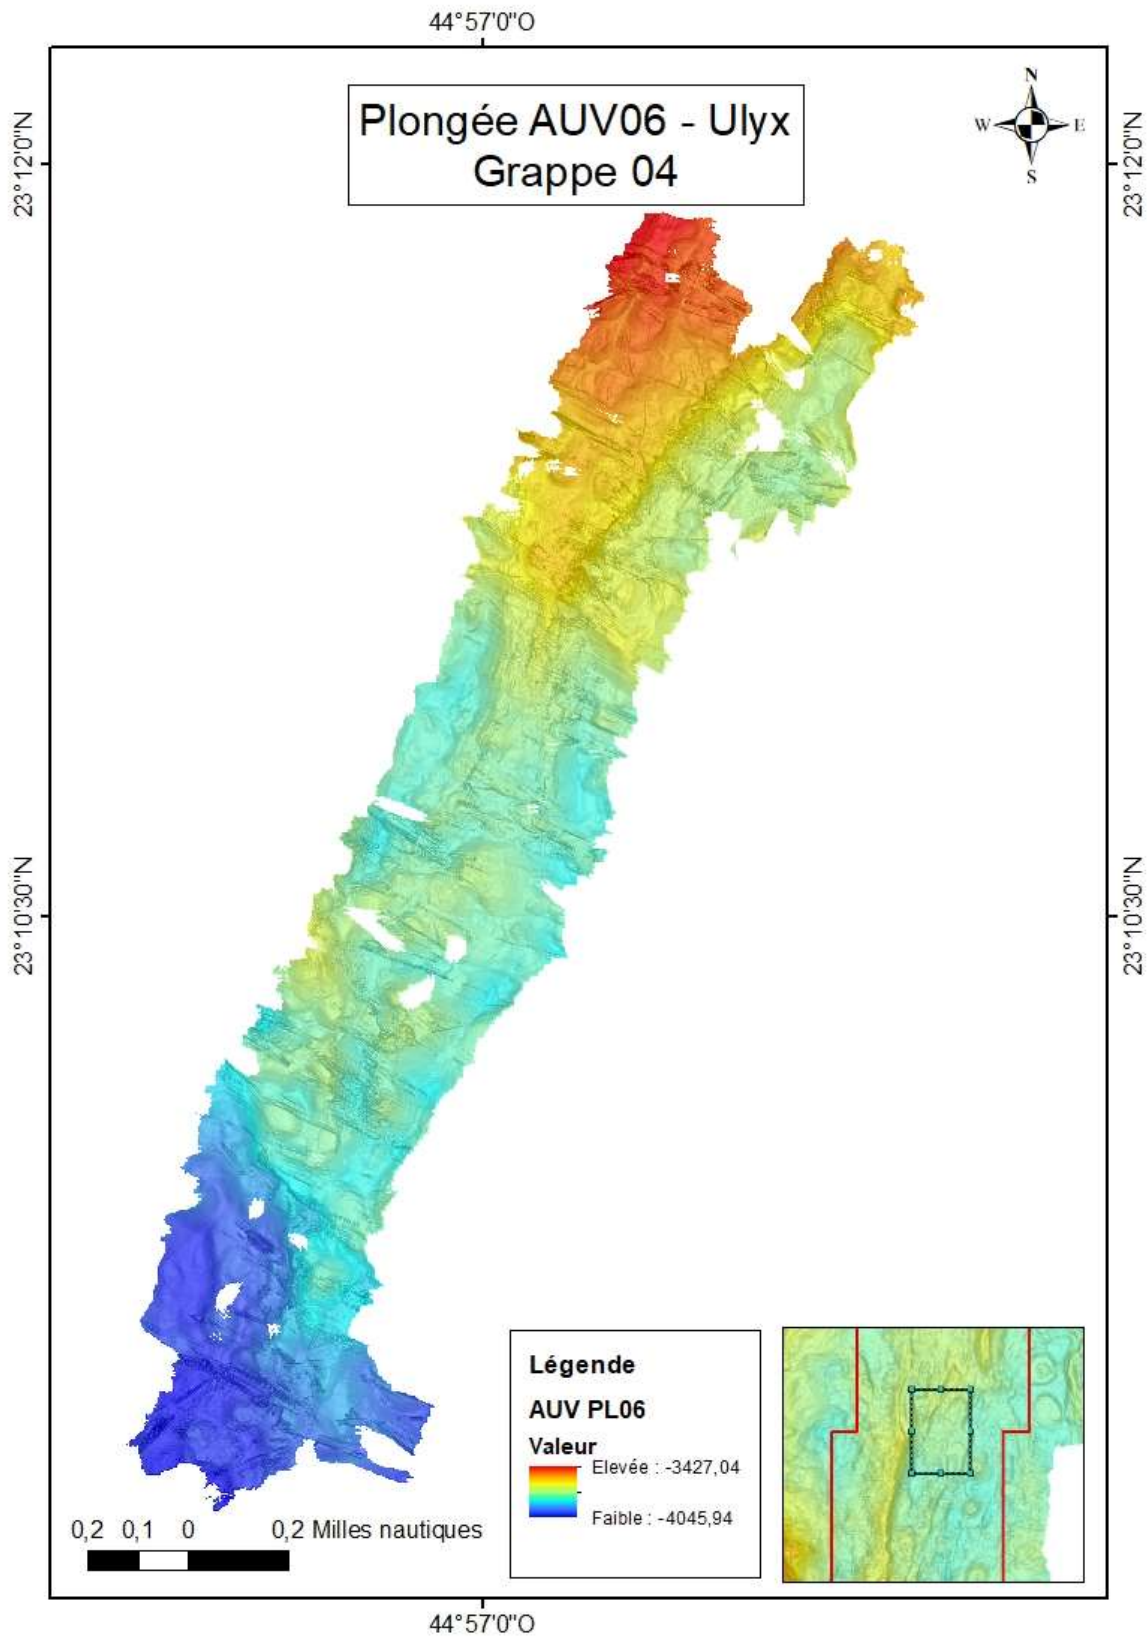 44°57'0"O
Plongée AUV06 - Ulyx
Grappe 04
N
W
E
S
23°12'0"N
23°12'0"N
23°10'30"N
23°10'30"N
Légende
AUV PL06
Valeur
Elevée : -3427,04
Faible : -4045,94
0,2 0,1 0 0,2 Milles nautiques
44°57'0"O